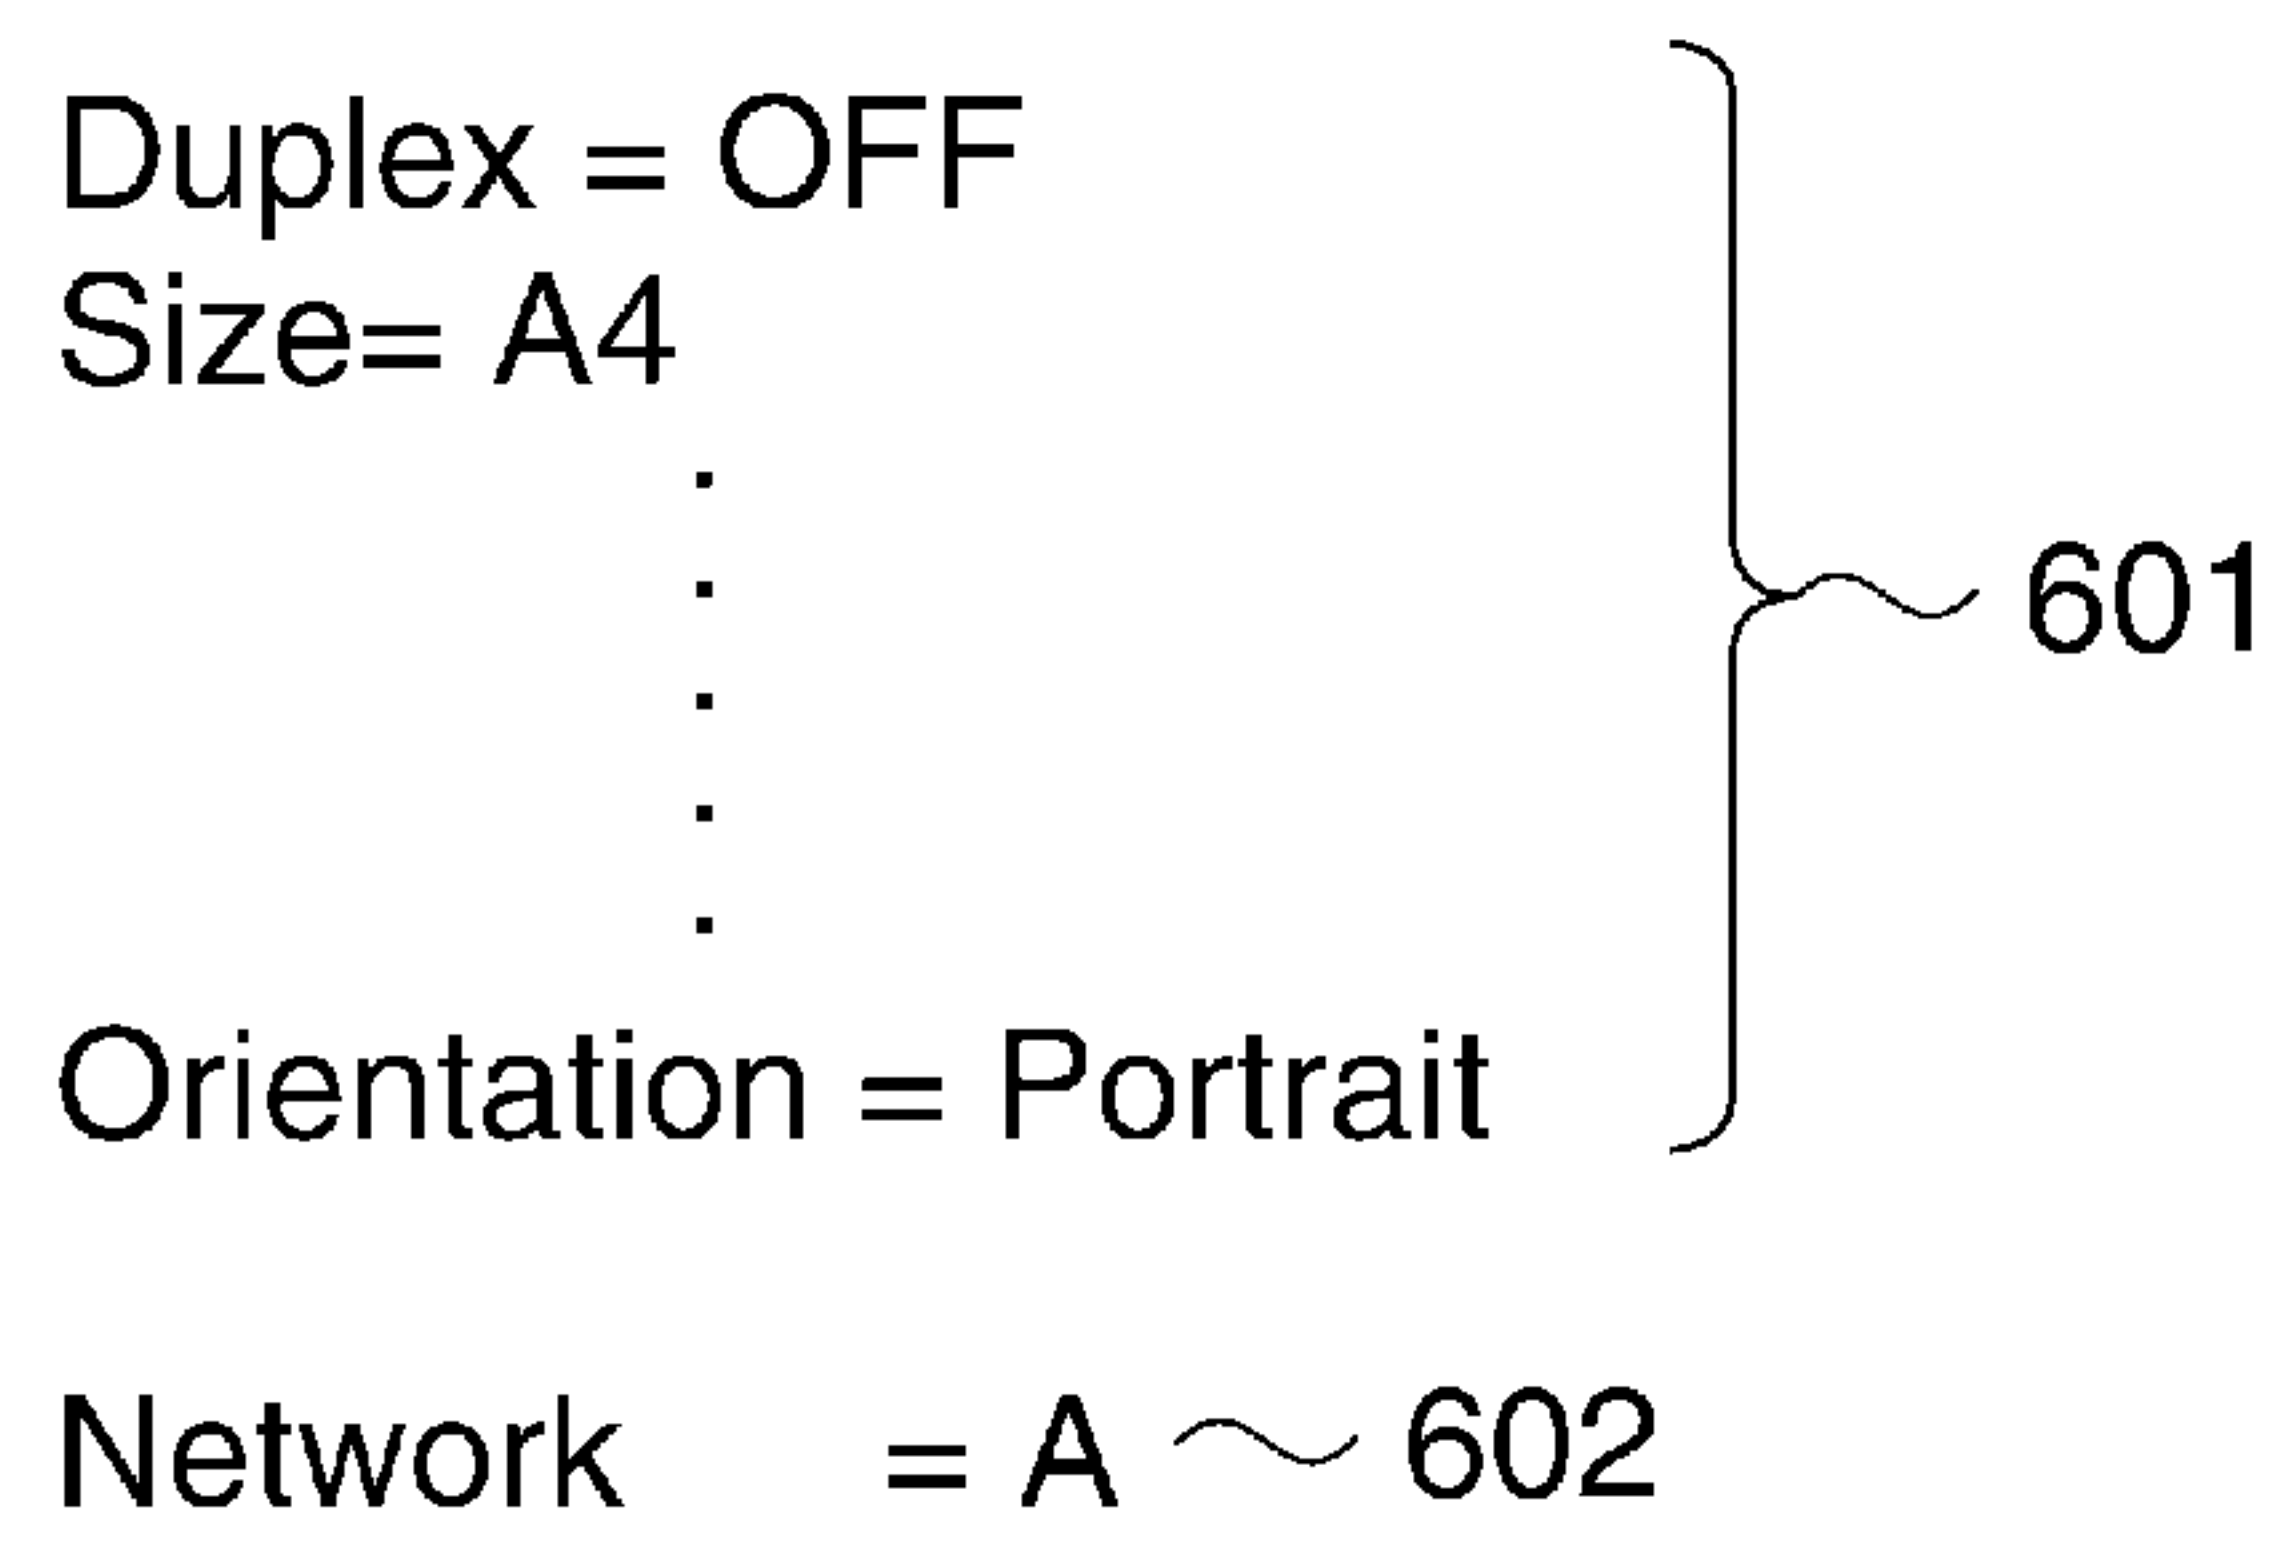 Duplex = OFF
Size= A4
.
.
.
.
.
601
Orientation = Portrait
Network = A 602